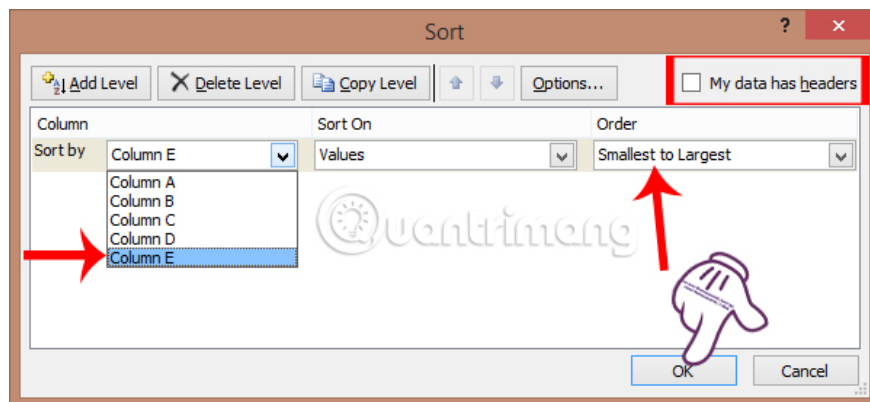 Sort
? ×
Add Level Delete Level Copy Level Options... My data has headers
Column Sort On Order
Sort by Column E Values Smallest to Largest
Column A
Column B
Column C
Column D
Column E
Quantrimang
OK Cancel